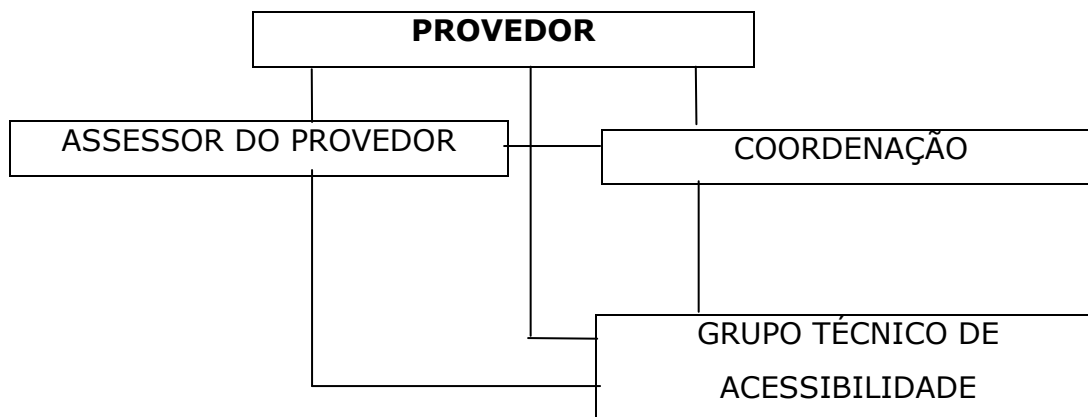 PROVEDOR
ASSESSOR DO PROVEDOR
COORDENAÇÃO
GRUPO TÉCNICO DE
ACESSIBILIDADE